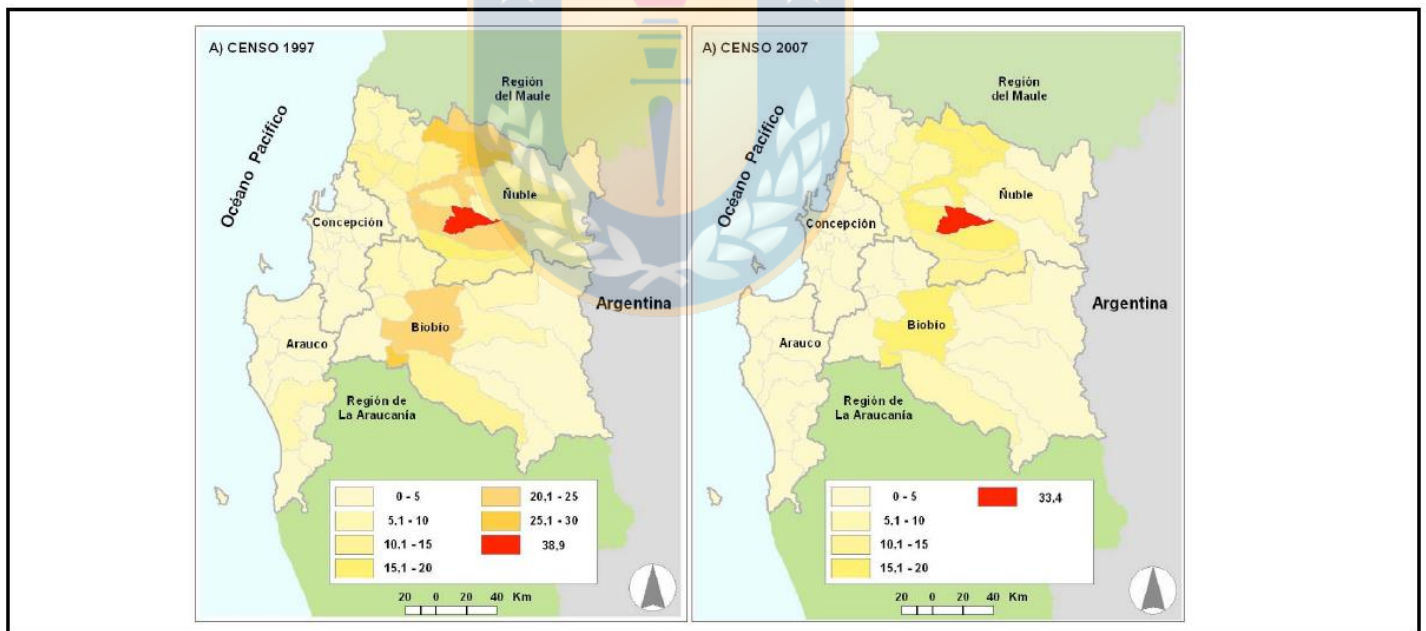 A) CENSO 1997
Región
del Maule
Océano Pacífico
Ñuble
Concepción
Argentina
Biobío
Arauco
Región de
La Araucanía
0 - 5
5,1 - 10
10,1 - 15
15,1 - 20
20,1 - 25
25,1 - 30
38,9
20 0 20 40 Km
A) CENSO 2007
Región
del Maule
Océano Pacífico
Ñuble
Concepción
Argentina
Biobío
Arauco
Región de
La Araucanía
0 - 5
5,1 - 10
10,1 - 15
15,1 - 20
33,4
20 0 20 40 Km